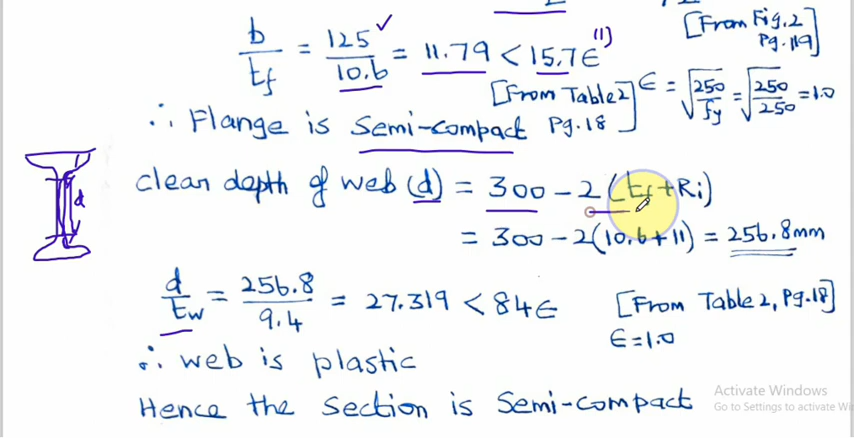 b/tf = 125/10.6 = 11.79 < 15.7ϵ (1)
[From Fig.2 Pg.119]
[From Table 2 Pg.18]
ϵ = √(250/fy) = √(250/250) = 1.0
∴ Flange is Semi-compact
clear depth of web (d) = 300 - 2(tf + Ri)
d
= 300 - 2(10.6 + 11) = 256.8mm
d/tw = 256.8/9.4 = 27.319 < 84ϵ
[From Table 2, Pg.18]
ϵ = 1.0
∴ web is plastic
Hence the section is Semi-compact
Activate Windows
Go to Settings to activate Wi